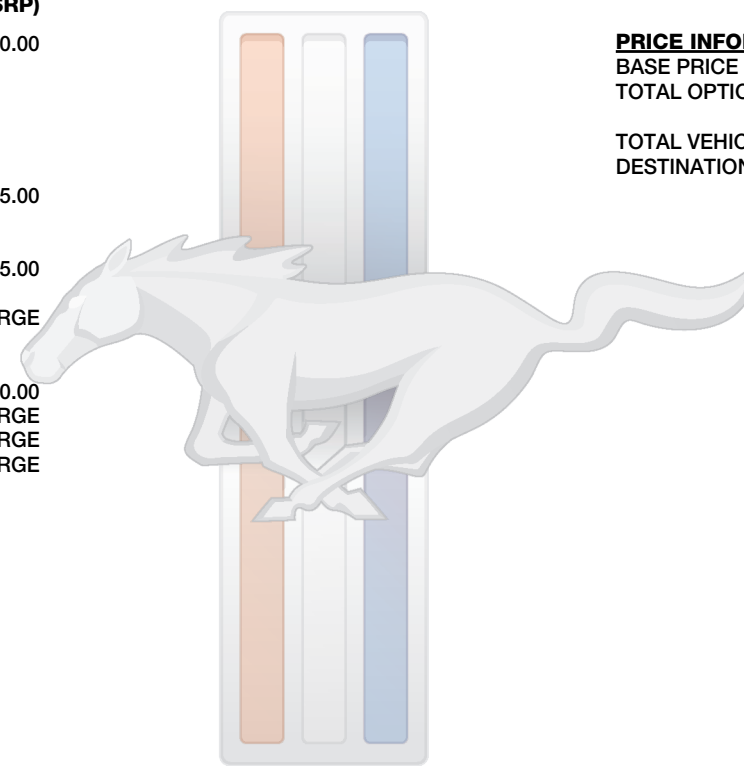 SRP)
0.00
5.00
5.00
RGE
0.00
RGE
RGE
RGE
PRICE INFO
BASE PRICE
TOTAL OPTIO
TOTAL VEHIC
DESTINATION